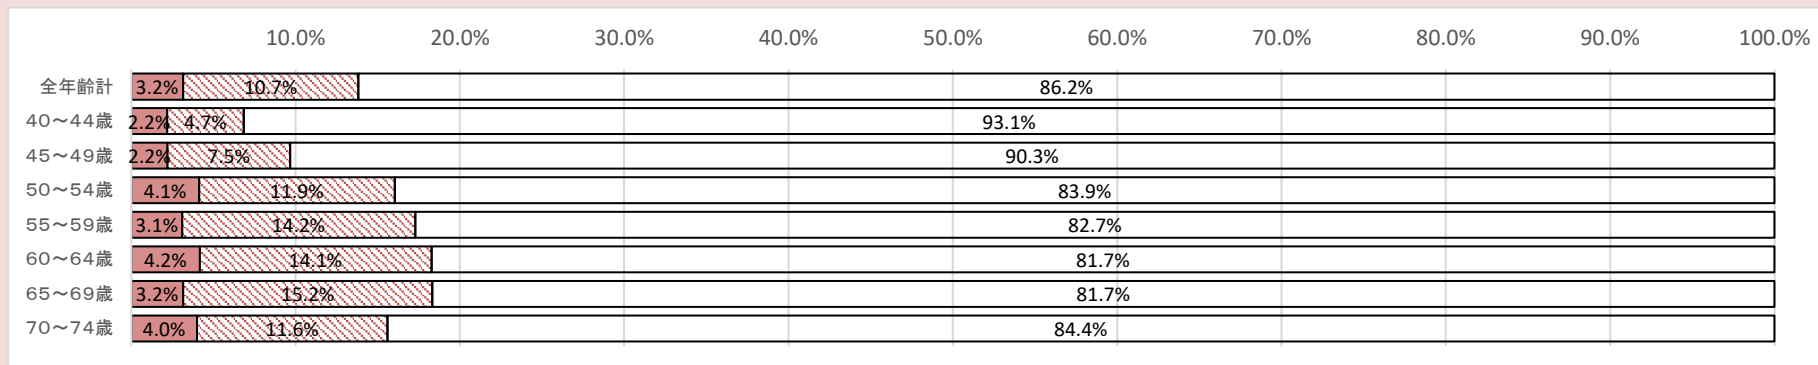 10.0% 20.0% 30.0% 40.0% 50.0% 60.0% 70.0% 80.0% 90.0% 100.0%
全年齢計 3.2% 10.7% 86.2%
40～44歳 2.2% 4.7% 93.1%
45～49歳 2.2% 7.5% 90.3%
50～54歳 4.1% 11.9% 83.9%
55～59歳 3.1% 14.2% 82.7%
60～64歳 4.2% 14.1% 81.7%
65～69歳 3.2% 15.2% 81.7%
70～74歳 4.0% 11.6% 84.4%